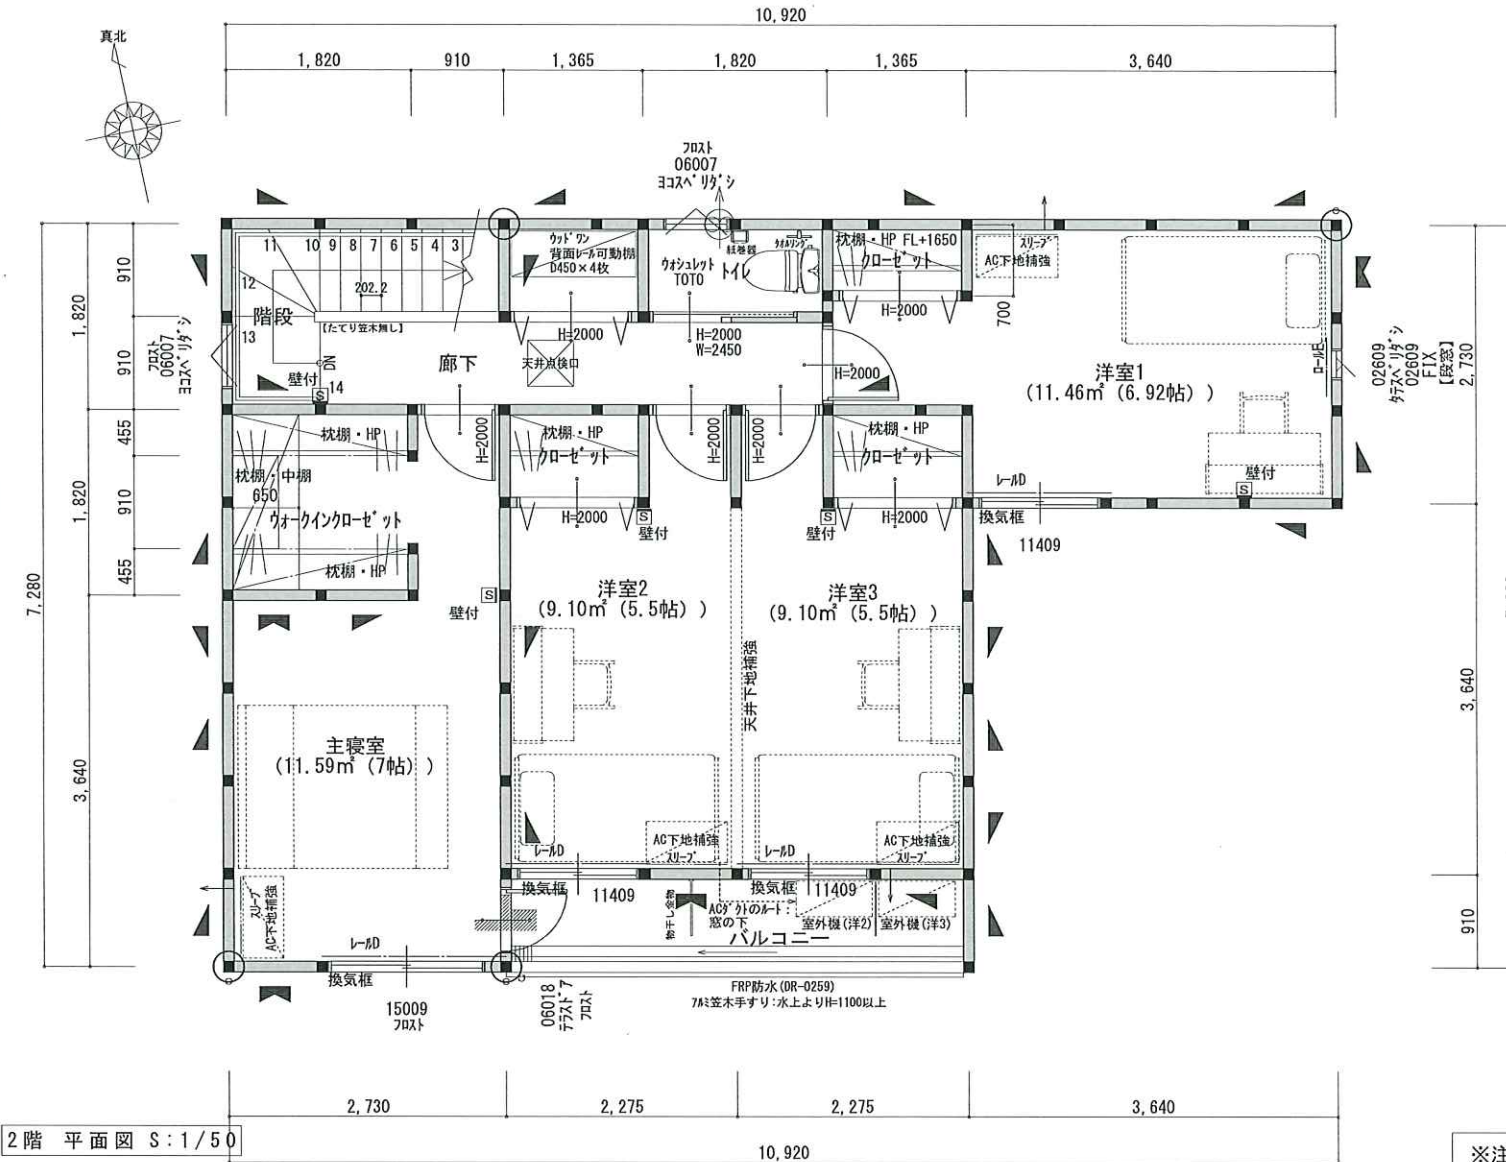 10,920
真北
1,820
910
1,365
1,820
1,365
3,640
フロスト
06007
ヨコスベリダシ
11
10
9
8
7
6
5
4
3
12
13
14
202.2
階段
【たてり笠木無し】
DN
壁付
S
ウッドワン
背面レール可動棚
D450×4枚
ウォシュレット
TOTO
トイレ
紙巻器
タオルリング
枕棚・HP FL+1650
クローゼット
H=2000
スリーブ
AC下地補強
700
ロールE
910
910
1,820
フロスト
06007
ヨコスベリダシ
廊下
H=2000
天井点検口
H=2000
W=2450
H=2000
洋室1
(11.46㎡ (6.92帖) )
02609
タテスベリダシ
02609
FIX
【段窓】
2,730
455
910
455
1,820
枕棚・HP
枕棚・中棚
650
ウォークインクローゼット
枕棚・HP
H=2000
枕棚・HP
クローゼット
H=2000
H=2000
H=2000
枕棚・HP
クローゼット
H=2000
レールD
換気框
11409
壁付
S
S
壁付
S
壁付
S
壁付
7,280
洋室2
(9.10㎡ (5.5帖) )
洋室3
(9.10㎡ (5.5帖) )
天井下地補強
3,640
3,640
主寝室
(11.59㎡ (7帖) )
AC下地補強
スリーブ
AC下地補強
スリーブ
レールD
レールD
換気框
11409
換気框
11409
スリーブ
AC下地補強
レールD
換気框
物干し金物
ACダクトのルート
窓の下
室外機(洋2)
室外機(洋3)
バルコニー
910
15009
フロスト
06018
テラスドア
フロスト
FRP防水(DR-0259)
アルミ笠木手すり:水上よりH=1100以上
2,730
2,275
2,275
3,640
2階 平面図 S:1/50
10,920
※注